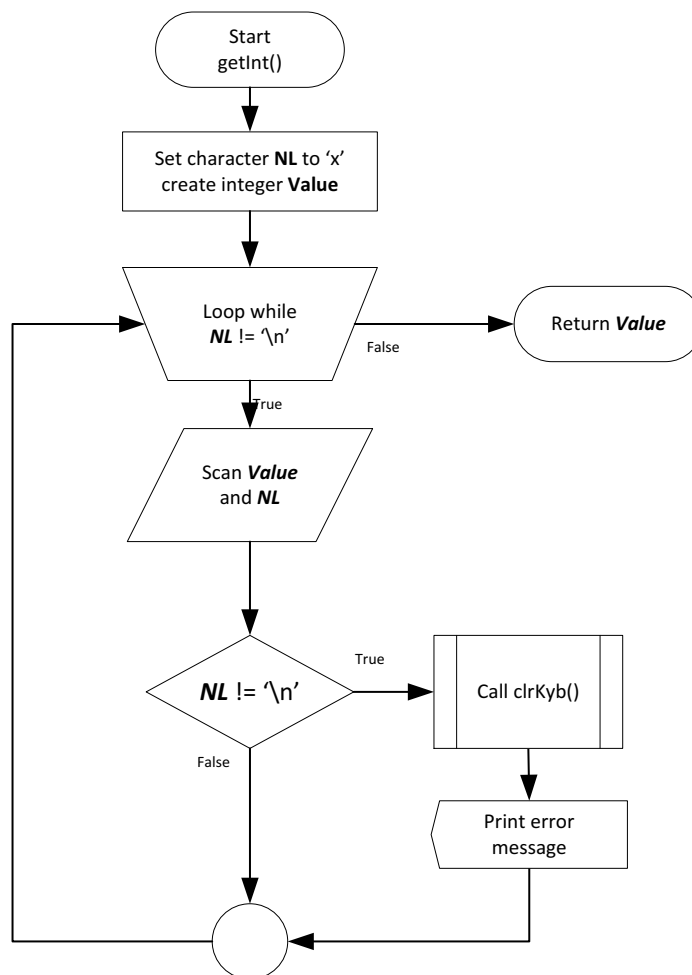 Start
getInt()
Set character NL to ‘x’
create integer Value
Loop while
NL != ‘\n’
False
Return Value
True
Scan Value
and NL
NL != ‘\n’
True
Call clrKyb()
False
Print error
message